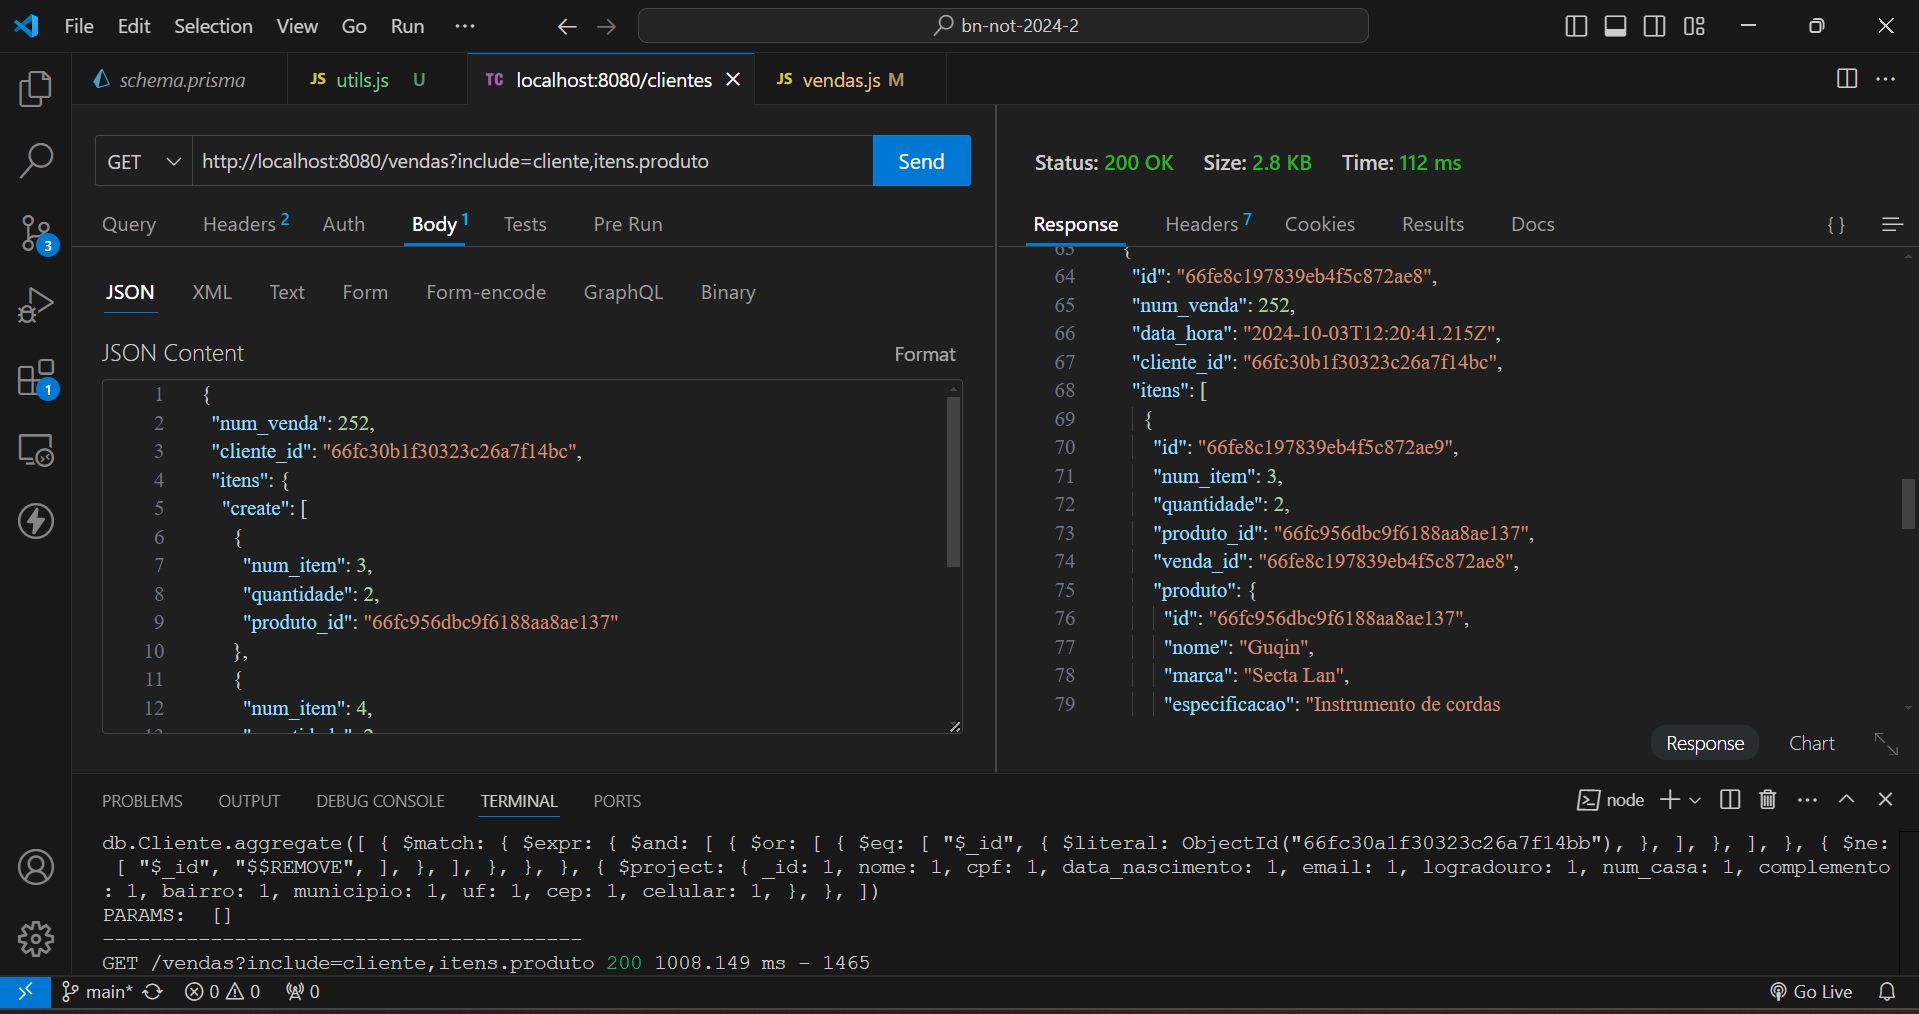 File Edit Selection View Go Run ··· bn-not-2024-2
schema.prisma JS utils.js U TC localhost:8080/clientes JS vendas.js M
GET http://localhost:8080/vendas?include=cliente,itens.produto Send
Query Headers 2 Auth Body 1 Tests Pre Run
JSON XML Text Form Form-encode GraphQL Binary
JSON Content Format
1 {
2 "num_venda": 252,
3 "cliente_id": "66fc30b1f30323c26a7f14bc",
4 "itens": {
5 "create": [
6 {
7 "num_item": 3,
8 "quantidade": 2,
9 "produto_id": "66fc956dbc9f6188aa8ae137"
10 },
11 {
12 "num_item": 4,
Status: 200 OK Size: 2.8 KB Time: 112 ms
Response Headers 7 Cookies Results Docs { }
63 {
64 "id": "66fe8c197839eb4f5c872ae8",
65 "num_venda": 252,
66 "data_hora": "2024-10-03T12:20:41.215Z",
67 "cliente_id": "66fc30b1f30323c26a7f14bc",
68 "itens": [
69 {
70 "id": "66fe8c197839eb4f5c872ae9",
71 "num_item": 3,
72 "quantidade": 2,
73 "produto_id": "66fc956dbc9f6188aa8ae137",
74 "venda_id": "66fe8c197839eb4f5c872ae8",
75 "produto": {
76 "id": "66fc956dbc9f6188aa8ae137",
77 "nome": "Guqin",
78 "marca": "Secta Lan",
79 "especificacao": "Instrumento de cordas
Response Chart
3
1
PROBLEMS OUTPUT DEBUG CONSOLE TERMINAL PORTS node
db.Cliente.aggregate([ { $match: { $expr: { $and: [ { $or: [ { $eq: [ "$_id", { $literal: ObjectId("66fc30a1f30323c26a7f14bb"), }, ], }, ], }, { $ne:
[ "$_id", "$$REMOVE", ], }, ], }, }, }, { $project: { _id: 1, nome: 1, cpf: 1, data_nascimento: 1, email: 1, logradouro: 1, num_casa: 1, complemento
: 1, bairro: 1, municipio: 1, uf: 1, cep: 1, celular: 1, }, }, ])
PARAMS: []
----------------------------------------
GET /vendas?include=cliente,itens.produto 200 1008.149 ms - 1465
main* 0 0 0 Go Live